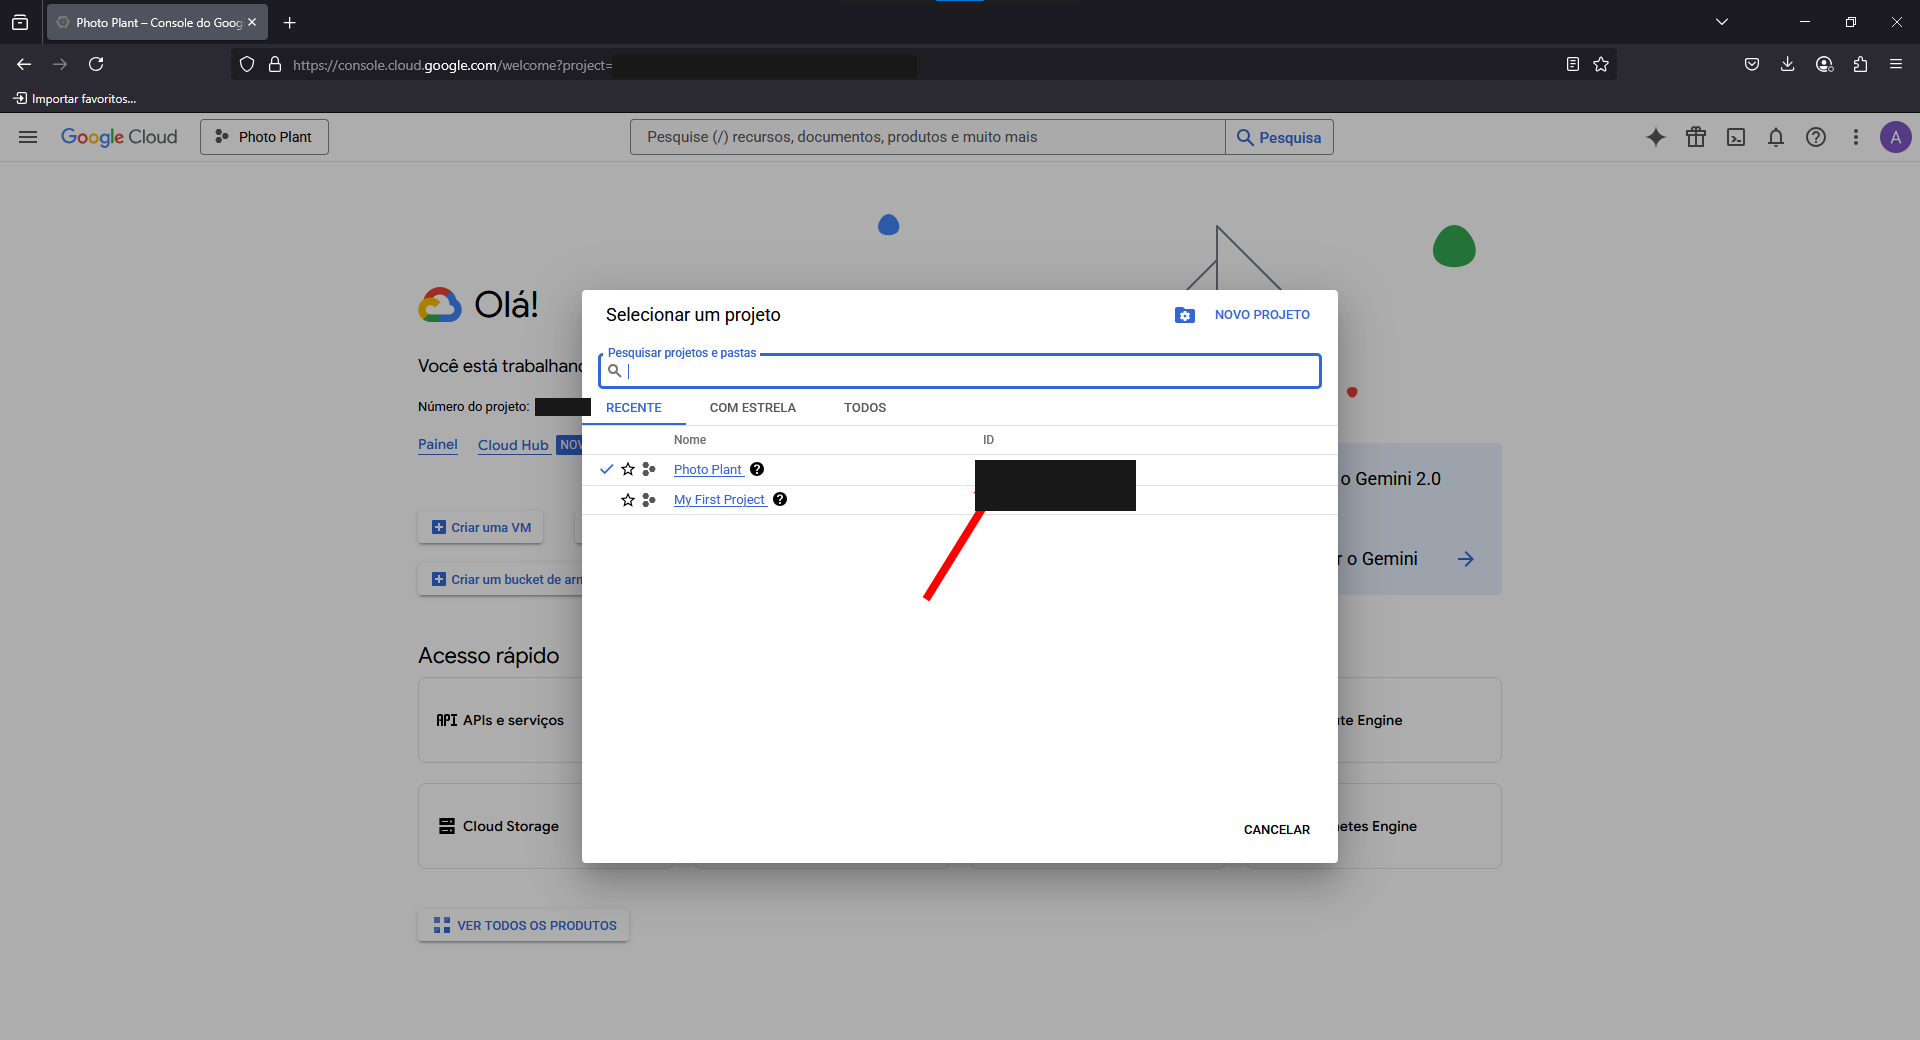 Photo Plant – Console do Goog
https://console.cloud.google.com/welcome?project=
Importar favoritos...
Google Cloud
Photo Plant
Pesquise (/) recursos, documentos, produtos e muito mais
Pesquisa
A
Olá!
Você está trabalhand
Número do projeto:
Painel
Cloud Hub
NOV
Criar uma VM
Criar um bucket de arm
Selecionar um projeto
NOVO PROJETO
Pesquisar projetos e pastas
RECENTE
COM ESTRELA
TODOS
Nome
ID
Photo Plant
My First Project
o Gemini 2.0
r o Gemini
Acesso rápido
API APIs e serviços
te Engine
Cloud Storage
etes Engine
CANCELAR
VER TODOS OS PRODUTOS